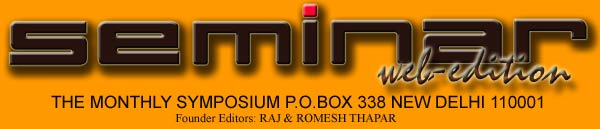 seminar
web-edition
THE MONTHLY SYMPOSIUM P.O.BOX 338 NEW DELHI 110001
Founder Editors: RAJ & ROMESH THAPAR